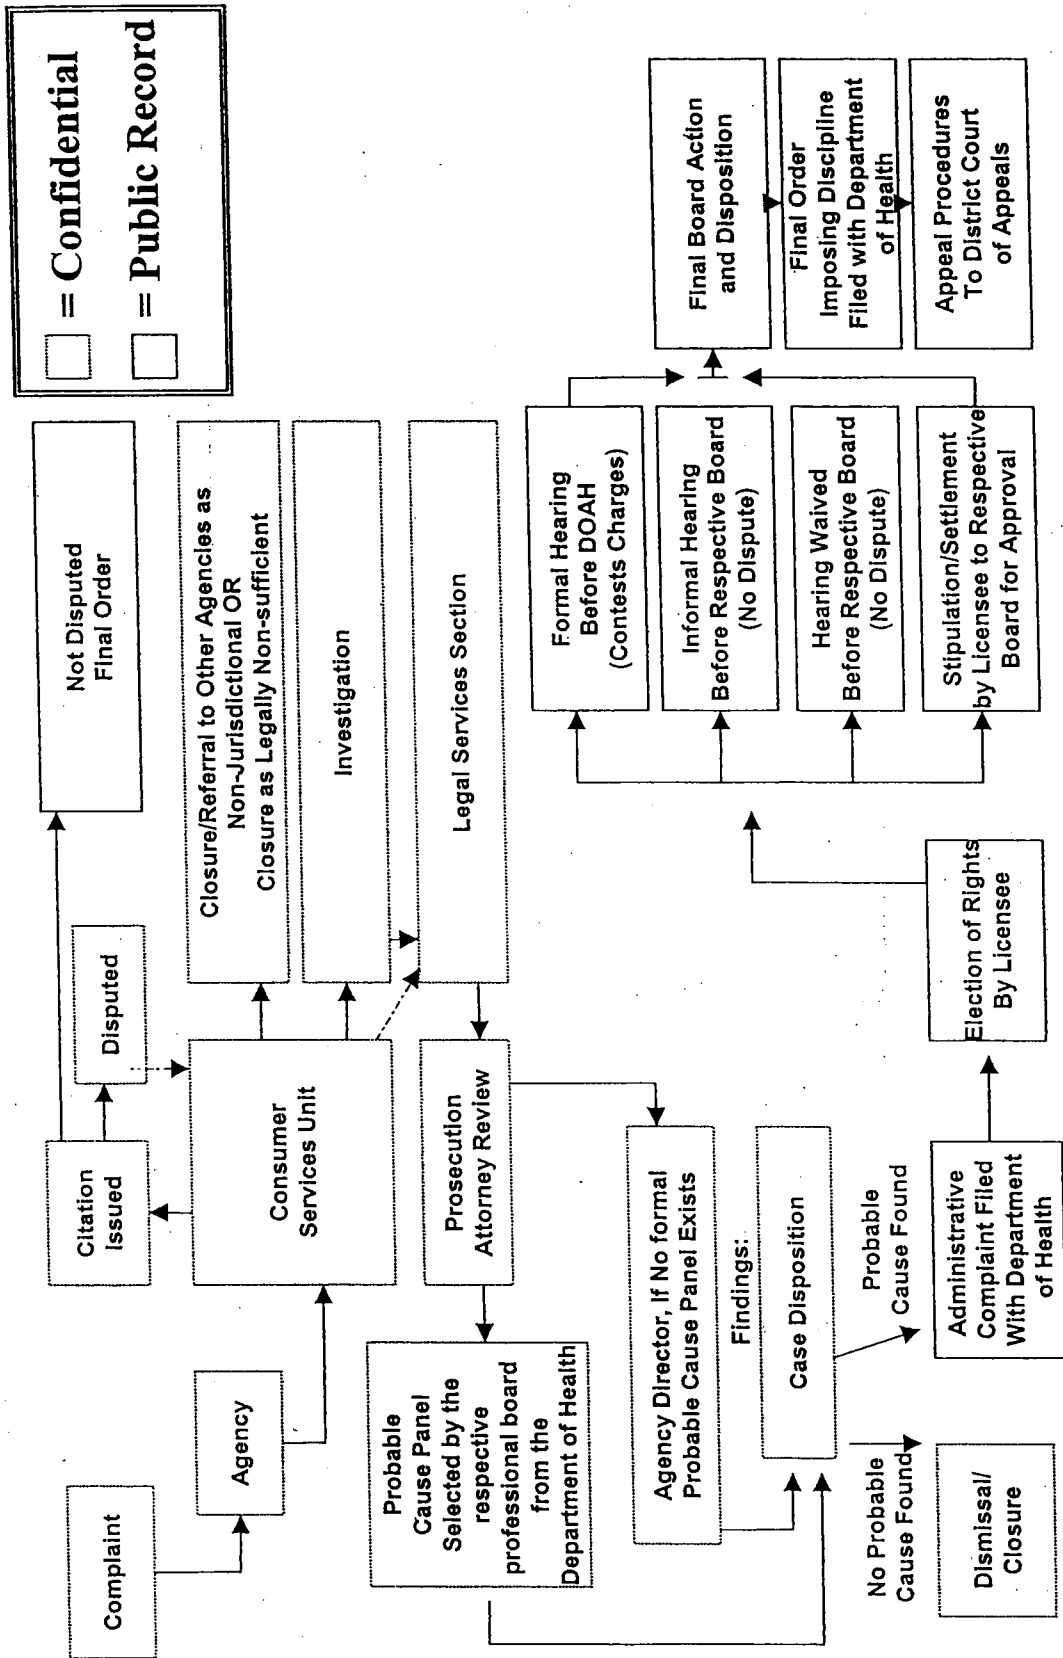 = Confidential
= Public Record
Complaint
Agency
Citation
Issued
Disputed
Not Disputed
Final Order
Consumer
Services Unit
Closure/Referral to Other Agencies as
Non-Jurisdictional OR
Closure as Legally Non-sufficient
Investigation
Legal Services Section
Prosecution
Attorney Review
Probable
Cause Panel
Selected by the
respective
professional board
from the
Department of Health
Agency Director, If No formal
Probable Cause Panel Exists
Findings:
Case Disposition
No Probable
Cause Found
Probable
Cause Found
Dismissal/
Closure
Administrative
Complaint Filed
With Department
of Health
Election of Rights
By Licensee
Formal Hearing
Before DOAH
(Contests Charges)
Informal Hearing
Before Respective Board
(No Dispute)
Hearing Waived
Before Respective Board
(No Dispute)
Stipulation/Settlement
by Licensee to Respective
Board for Approval
Final Board Action
and Disposition
Final Order
Imposing Discipline
Filed with Department
of Health
Appeal Procedures
To District Court
of Appeals